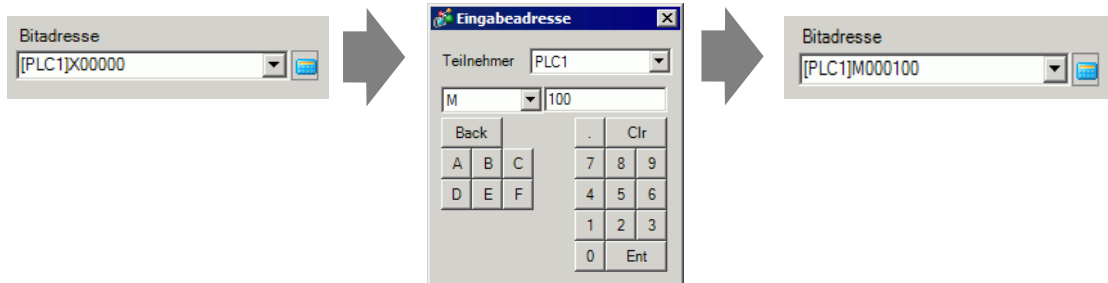 Bitadresse
[PLC1]X00000
Eingabeadresse
Teilnehmer PLC1
M 100
Back . Clr
A B C 7 8 9
D E F 4 5 6
1 2 3
0 Ent
Bitadresse
[PLC1]M000100